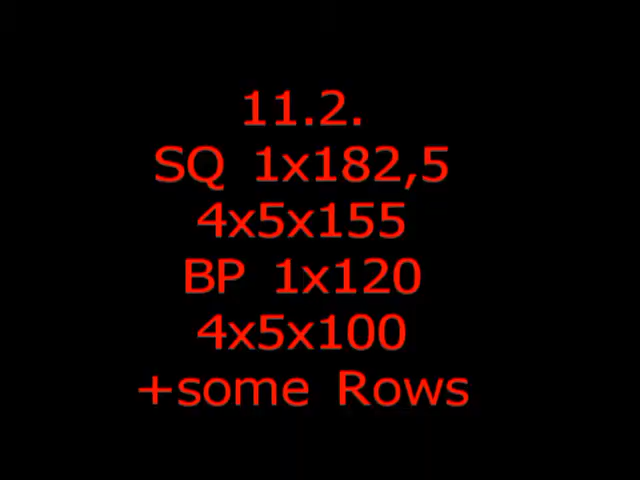 11.2.
SQ 1x182,5
4x5x155
BP 1x120
4x5x100
+some Rows